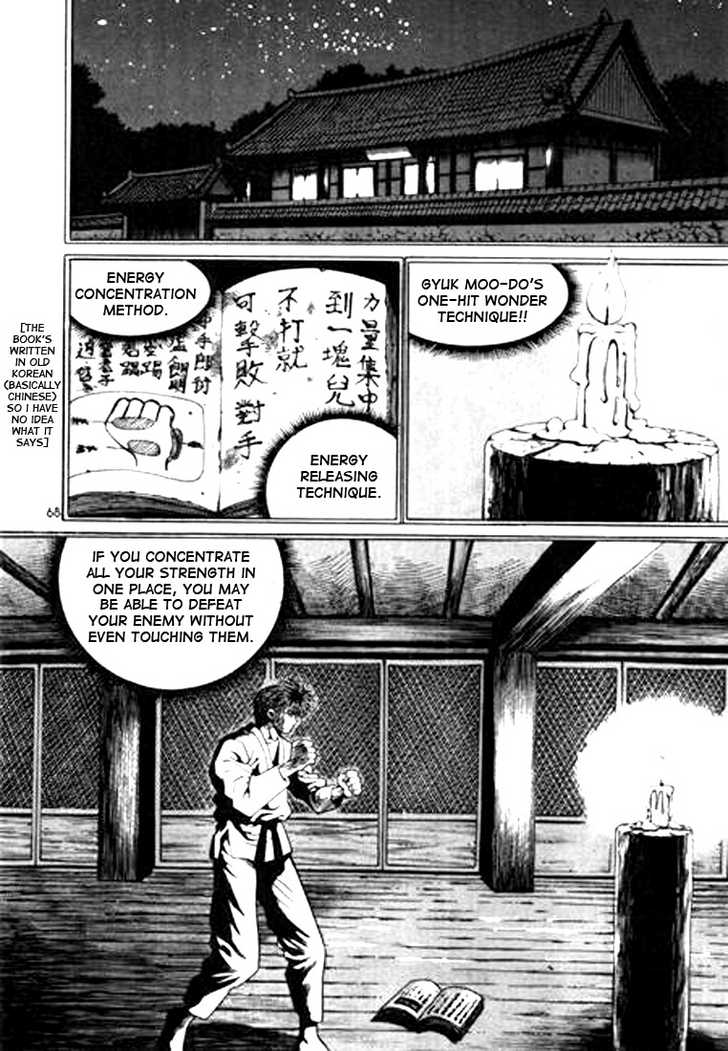 ENERGY
CONCENTRATION
METHOD.
GYUK MOO-DO'S
ONE-HIT WONDER
TECHNIQUE!!
[THE
BOOK'S
WRITTEN
IN OLD
KOREAN
(BASICALLY
CHINESE)
SO I HAVE
NO IDEA
WHAT IT
SAYS]
力量集中
到一塊兒
不打就
可擊敗對手
ENERGY
RELEASING
TECHNIQUE.
68
IF YOU CONCENTRATE
ALL YOUR STRENGTH IN
ONE PLACE, YOU MAY
BE ABLE TO DEFEAT
YOUR ENEMY WITHOUT
EVEN TOUCHING THEM.